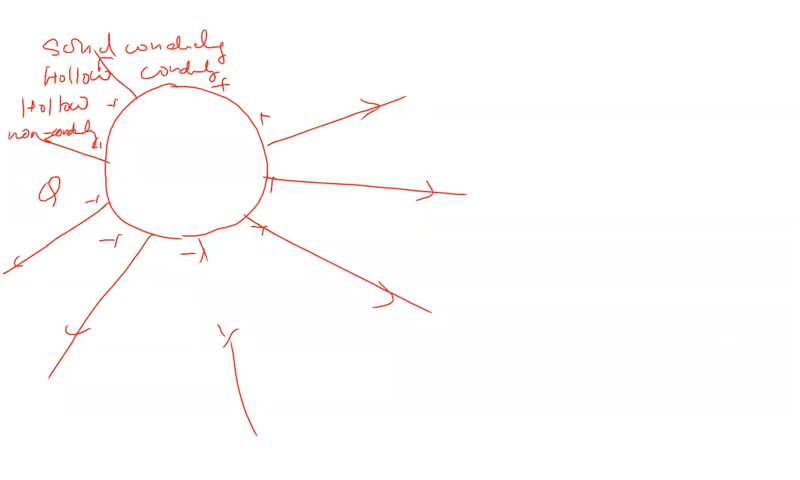 Solid conducting
Hollow conducting
Hollow
non-conducting
Q